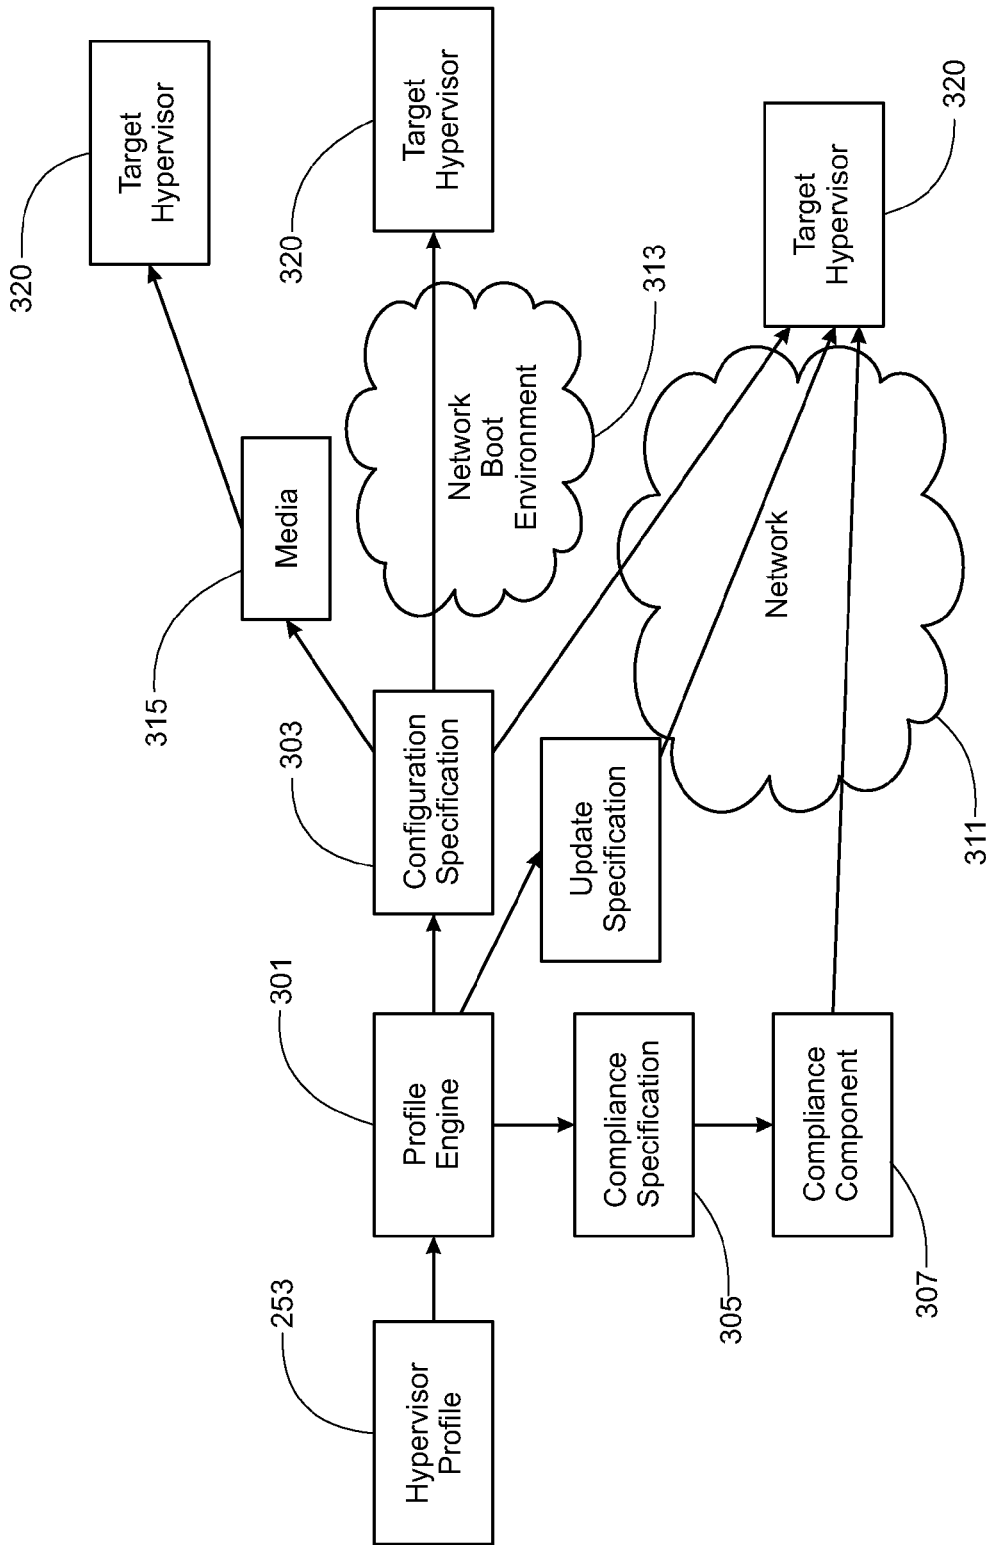 320
Target
Hypervisor
320
Target
Hypervisor
315
Media
313
Network
Boot
Environment
303
Configuration
Specification
301
Profile
Engine
253
Hypervisor
Profile
Update
Specification
305
Compliance
Specification
307
Compliance
Component
Network
311
320
Target
Hypervisor